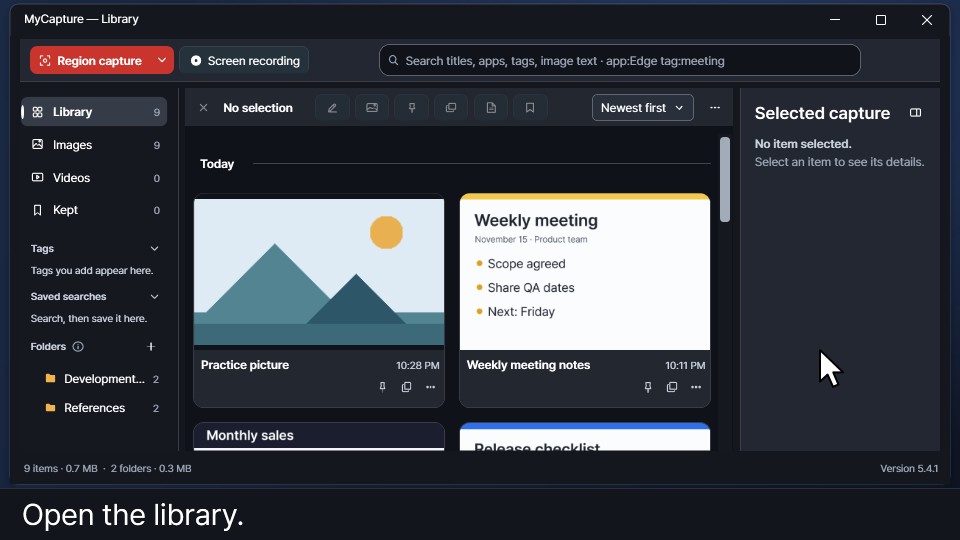 MyCapture — Library
Region capture
Screen recording
Search titles, apps, tags, image text · app:Edge tag:meeting
Library 9
Images 9
Videos 0
Kept 0
Tags
Tags you add appear here.
Saved searches
Search, then save it here.
Folders
Development... 2
References 2
No selection
Newest first
Today
Practice picture 10:28 PM
Weekly meeting
November 15 · Product team
Scope agreed
Share QA dates
Next: Friday
Weekly meeting notes 10:11 PM
Monthly sales
Release checklist
Selected capture
No item selected.
Select an item to see its details.
9 items · 0.7 MB · 2 folders · 0.3 MB
Version 5.4.1
Open the library.